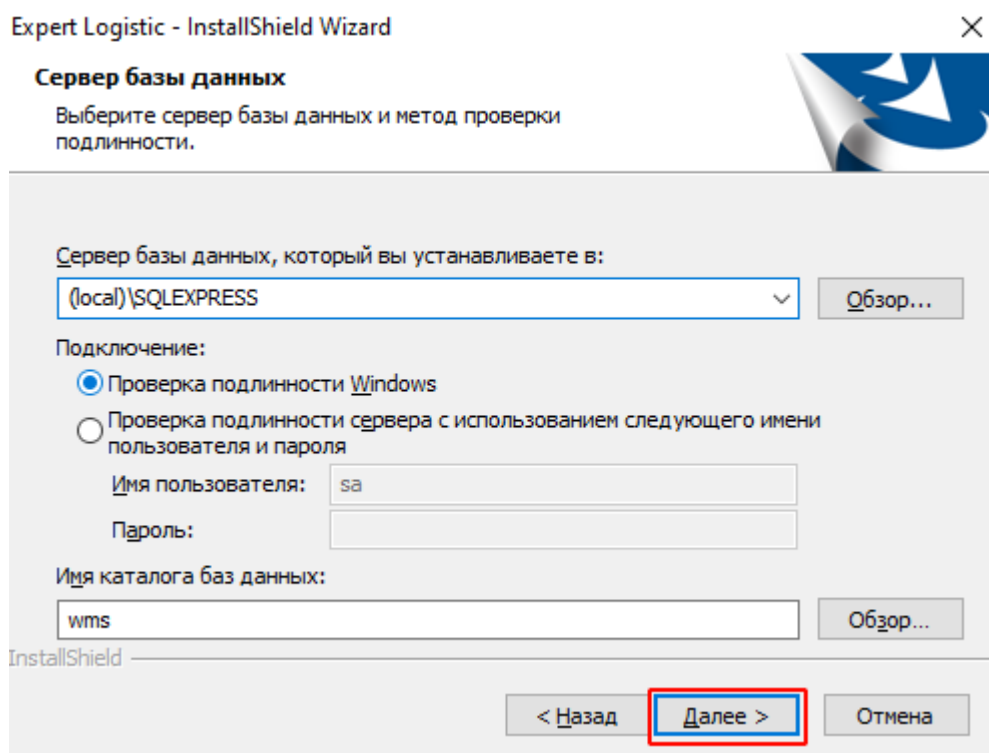 Expert Logistic - InstallShield Wizard
Сервер базы данных
Выберите сервер базы данных и метод проверки
подлинности.
Сервер базы данных, который вы устанавливаете в:
(local)\SQLEXPRESS
Обзор...
Подключение:
Проверка подлинности Windows
Проверка подлинности сервера с использованием следующего имени
пользователя и пароля
Имя пользователя:
sa
Пароль:
Имя каталога баз данных:
wms
Обзор...
InstallShield
< Назад
Далее >
Отмена